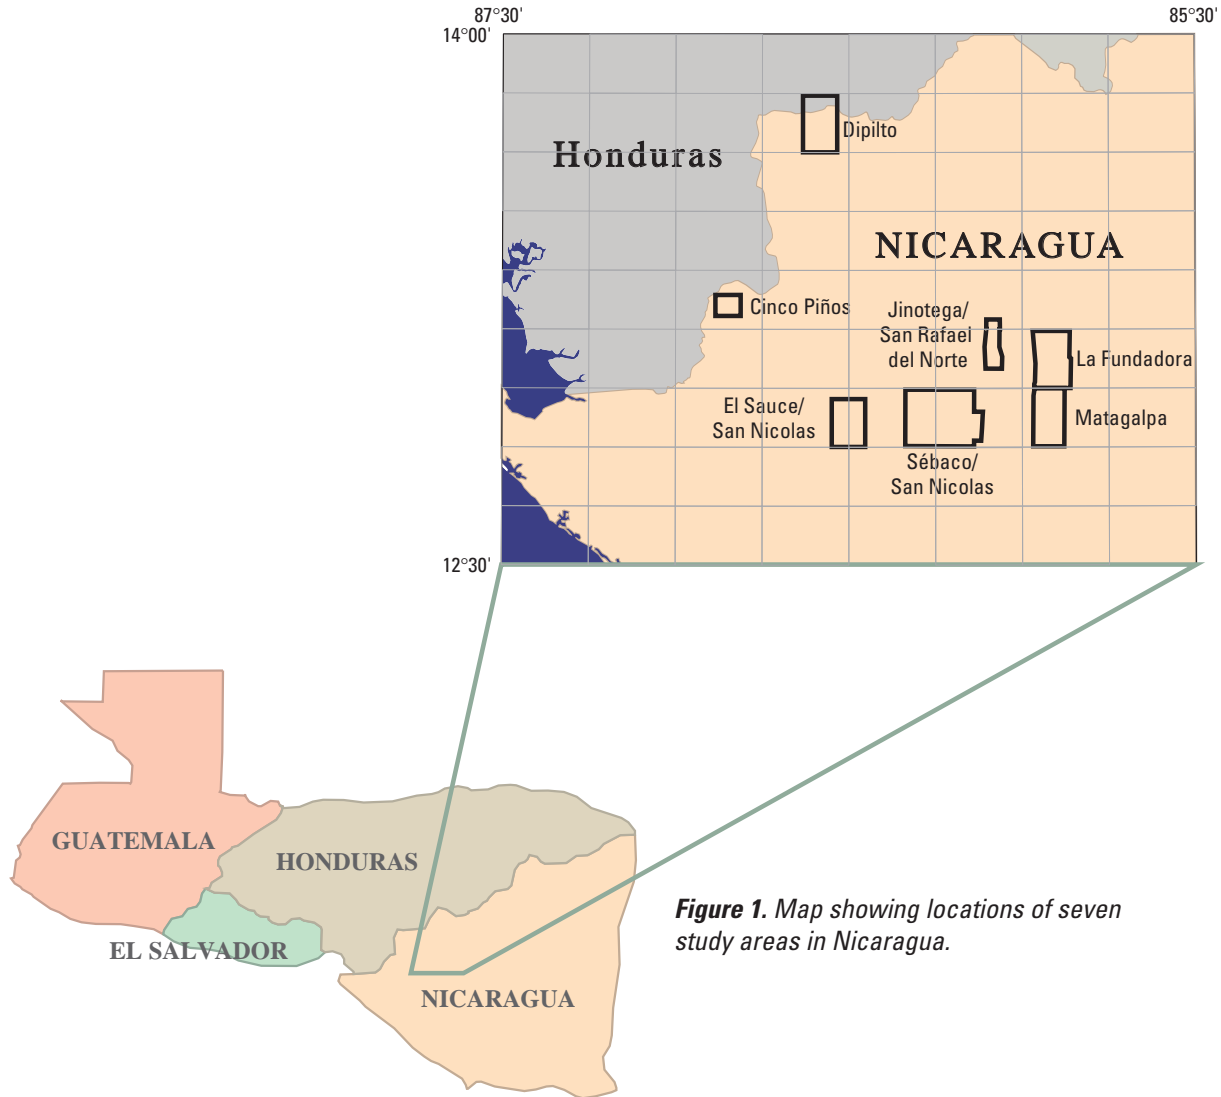 87°30'
85°30'
14°00'
Dipilto
Honduras
NICARAGUA
Cinco Piños
Jinotega/
San Rafael
del Norte
La Fundadora
El Sauce/
San Nicolas
Matagalpa
Sébaco/
San Nicolas
12°30'
GUATEMALA
HONDURAS
EL SALVADOR
NICARAGUA
Figure 1. Map showing locations of seven
study areas in Nicaragua.